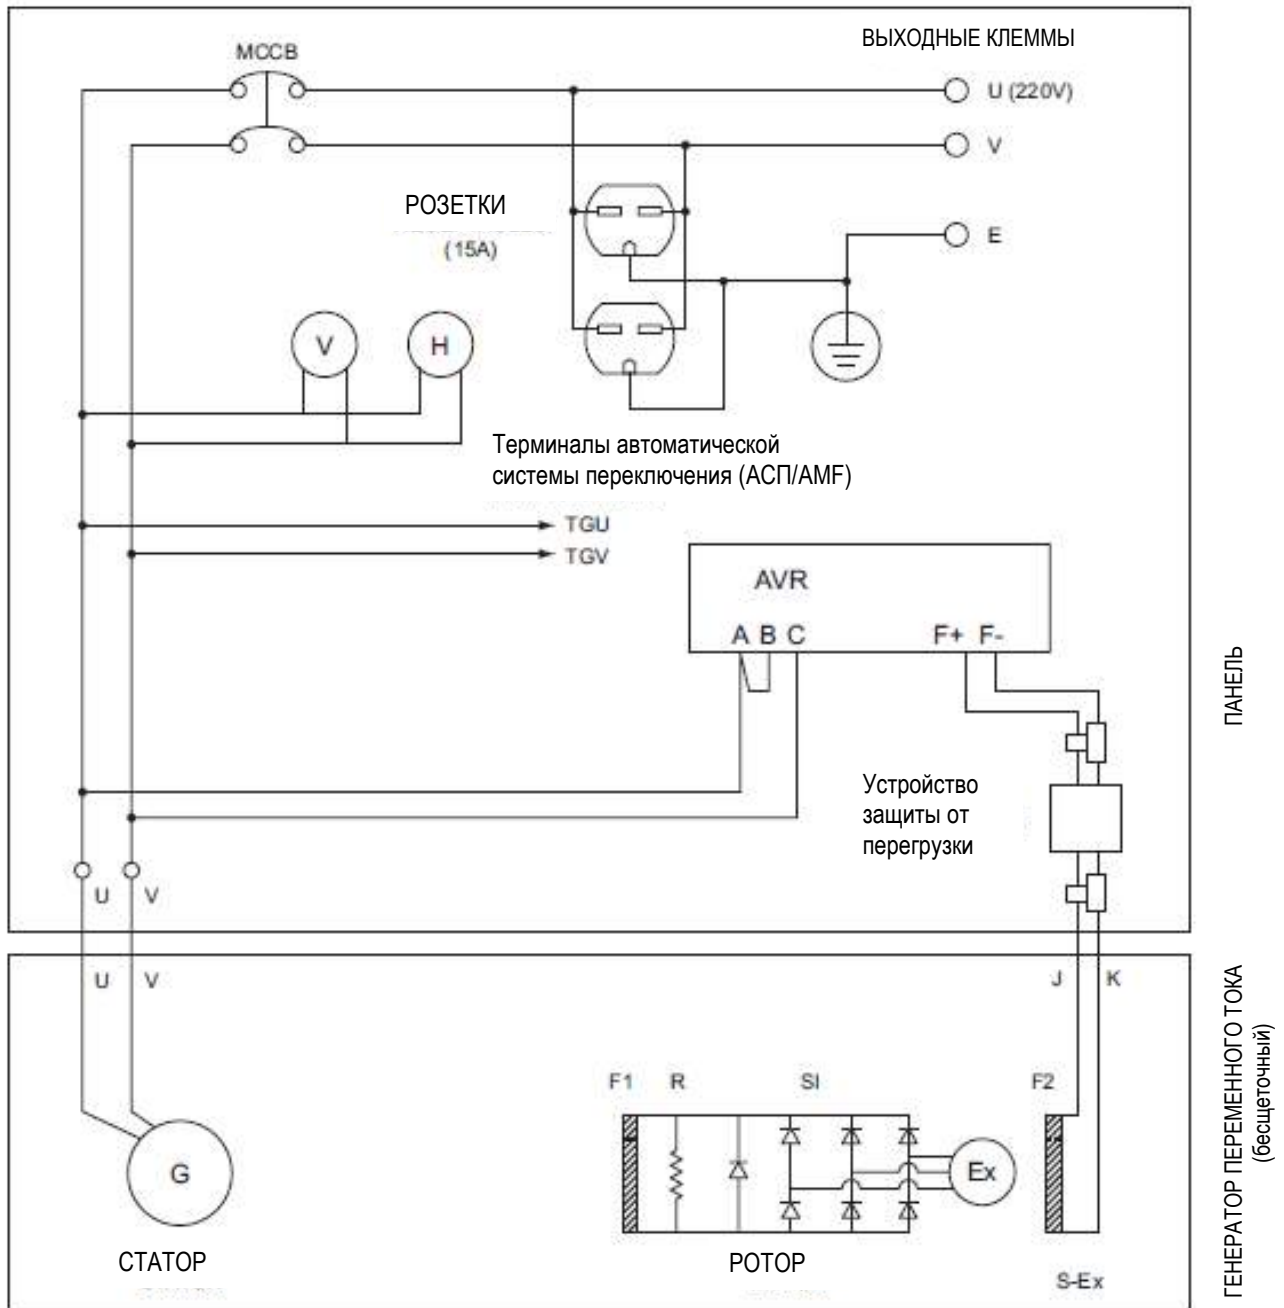 ВЫХОДНЫЕ КЛЕММЫ
MCCB
U (220V)
V
РОЗЕТКИ
(15A)
E
V
H
Терминалы автоматической
системы переключения (АСП/AMF)
TGU
TGV
AVR
A B C
F+ F-
ПАНЕЛЬ
Устройство
защиты от
перегрузки
U V
U V
J K
ГЕНЕРАТОР ПЕРЕМЕННОГО ТОКА
(бесщеточный)
F1 R SI F2
G
Ex
СТАТОР
РОТОР
S-Ex